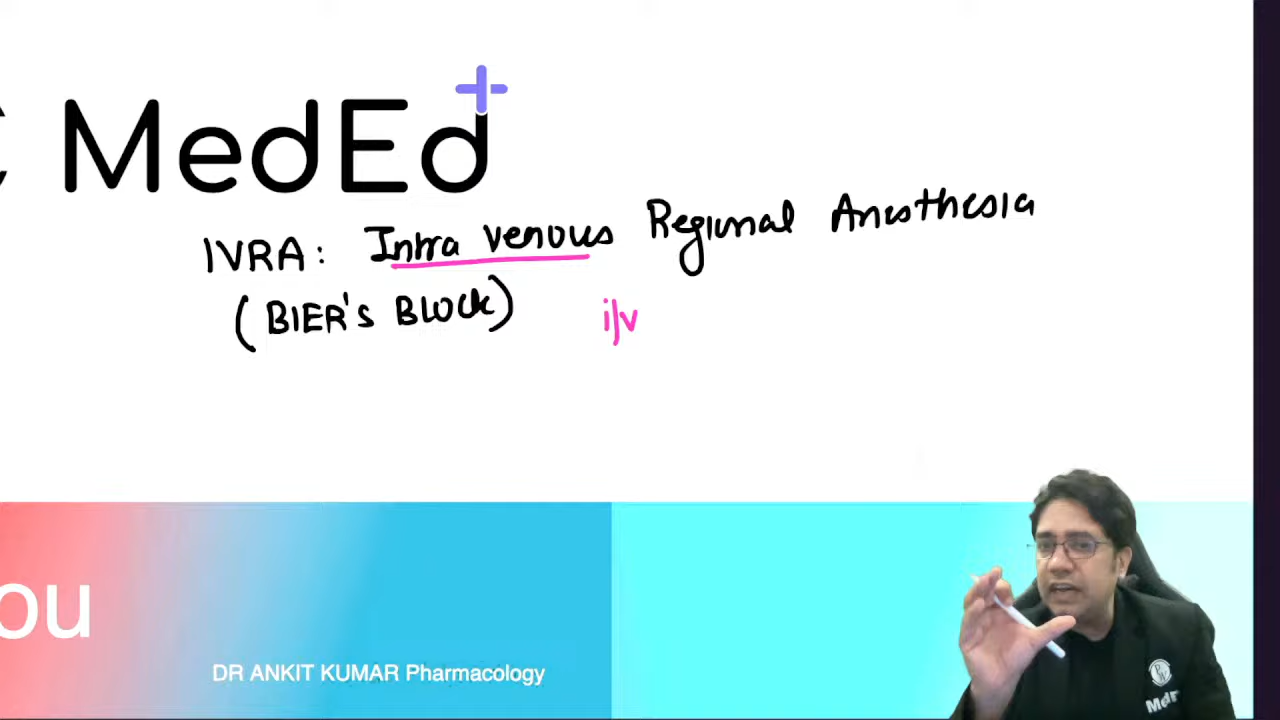 MedEd
IVRA: Intra venous Regional Anesthesia
(BIER'S BLOCK)
i/v
ou
DR ANKIT KUMAR Pharmacology